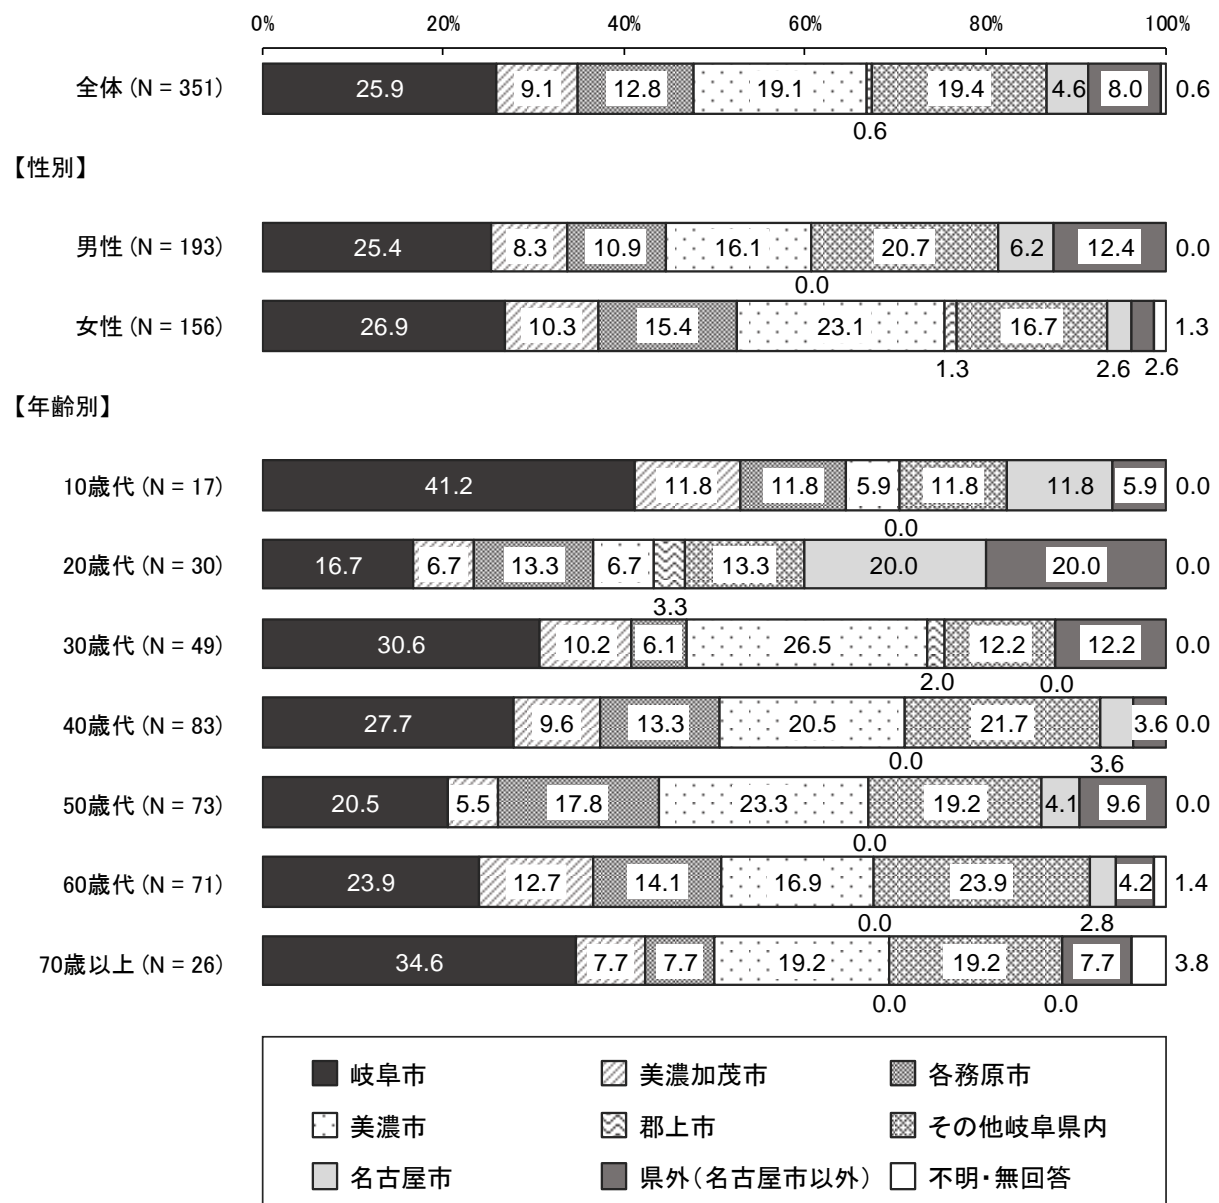 0% 20% 40% 60% 80% 100%
全体 (N = 351) 25.9 9.1 12.8 19.1 19.4 4.6 8.0 0.6
0.6
【性別】
男性 (N = 193) 25.4 8.3 10.9 16.1 20.7 6.2 12.4 0.0
0.0
女性 (N = 156) 26.9 10.3 15.4 23.1 16.7 1.3
1.3 2.6 2.6
【年齢別】
10歳代 (N = 17) 41.2 11.8 11.8 5.9 11.8 11.8 5.9 0.0
0.0
20歳代 (N = 30) 16.7 6.7 13.3 6.7 13.3 20.0 20.0 0.0
3.3
30歳代 (N = 49) 30.6 10.2 6.1 26.5 12.2 12.2 0.0
2.0 0.0
40歳代 (N = 83) 27.7 9.6 13.3 20.5 21.7 3.6 0.0
0.0 3.6
50歳代 (N = 73) 20.5 5.5 17.8 23.3 19.2 4.1 9.6 0.0
0.0
60歳代 (N = 71) 23.9 12.7 14.1 16.9 23.9 4.2 1.4
0.0 2.8
70歳以上 (N = 26) 34.6 7.7 7.7 19.2 19.2 7.7 3.8
0.0 0.0
岐阜市 美濃加茂市 各務原市
美濃市 郡上市 その他岐阜県内
名古屋市 県外（名古屋市以外） 不明・無回答